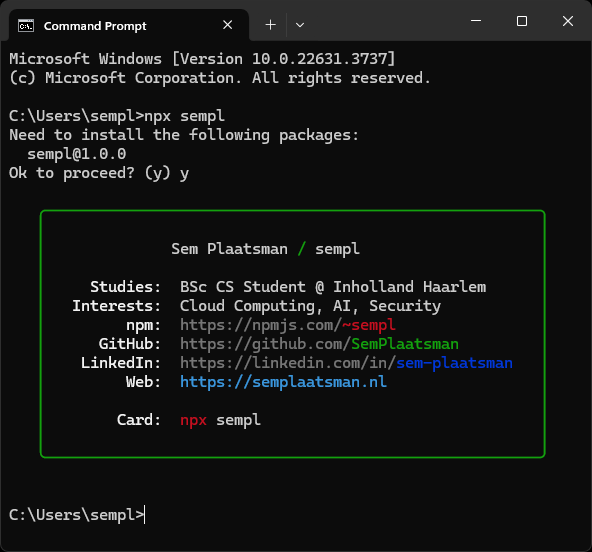 Command Prompt
Microsoft Windows [Version 10.0.22631.3737]
(c) Microsoft Corporation. All rights reserved.
C:\Users\sempl>npx sempl
Need to install the following packages:
sempl@1.0.0
Ok to proceed? (y) y
Sem Plaatsman / sempl
Studies: BSc CS Student @ Inholland Haarlem
Interests: Cloud Computing, AI, Security
npm: https://npmjs.com/~sempl
GitHub: https://github.com/SemPlaatsman
LinkedIn: https://linkedin.com/in/sem-plaatsman
Web: https://semplaatsman.nl
Card: npx sempl
C:\Users\sempl>